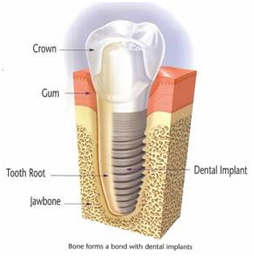 Crown
Gum
Tooth Root
Dental Implant
Jawbone
Bone forms a bond with dental implants